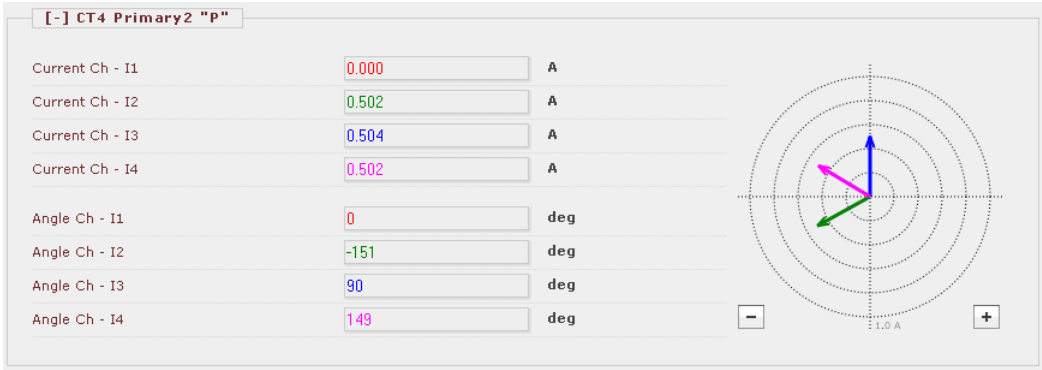 [-] CT4 Primary2 "P"
Current Ch - I1 0.000 A
Current Ch - I2 0.502 A
Current Ch - I3 0.504 A
Current Ch - I4 0.502 A
Angle Ch - I1 0 deg
Angle Ch - I2 -151 deg
Angle Ch - I3 90 deg
Angle Ch - I4 149 deg
- +
1.0 A